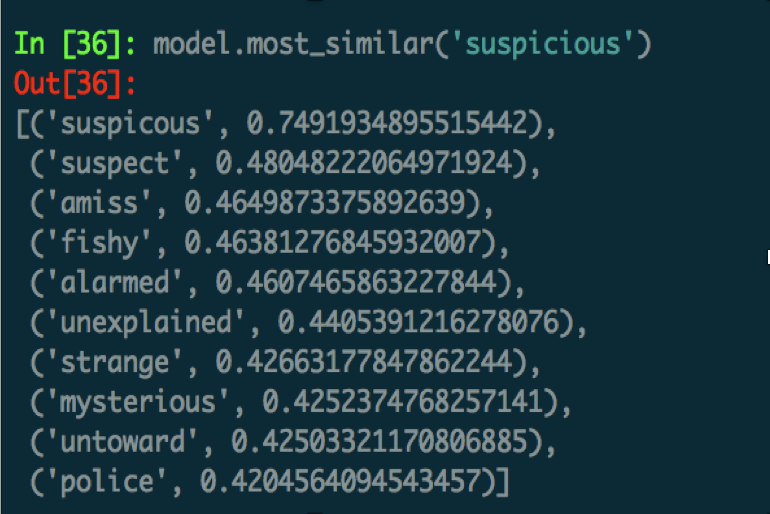 In [36]: model.most_similar('suspicious')
Out[36]:
[('suspicous', 0.7491934895515442),
('suspect', 0.48048222064971924),
('amiss', 0.4649873375892639),
('fishy', 0.46381276845932007),
('alarmed', 0.4607465863227844),
('unexplained', 0.4405391216278076),
('strange', 0.42663177847862244),
('mysterious', 0.4252374768257141),
('untoward', 0.42503321170806885),
('police', 0.4204564094543457)]